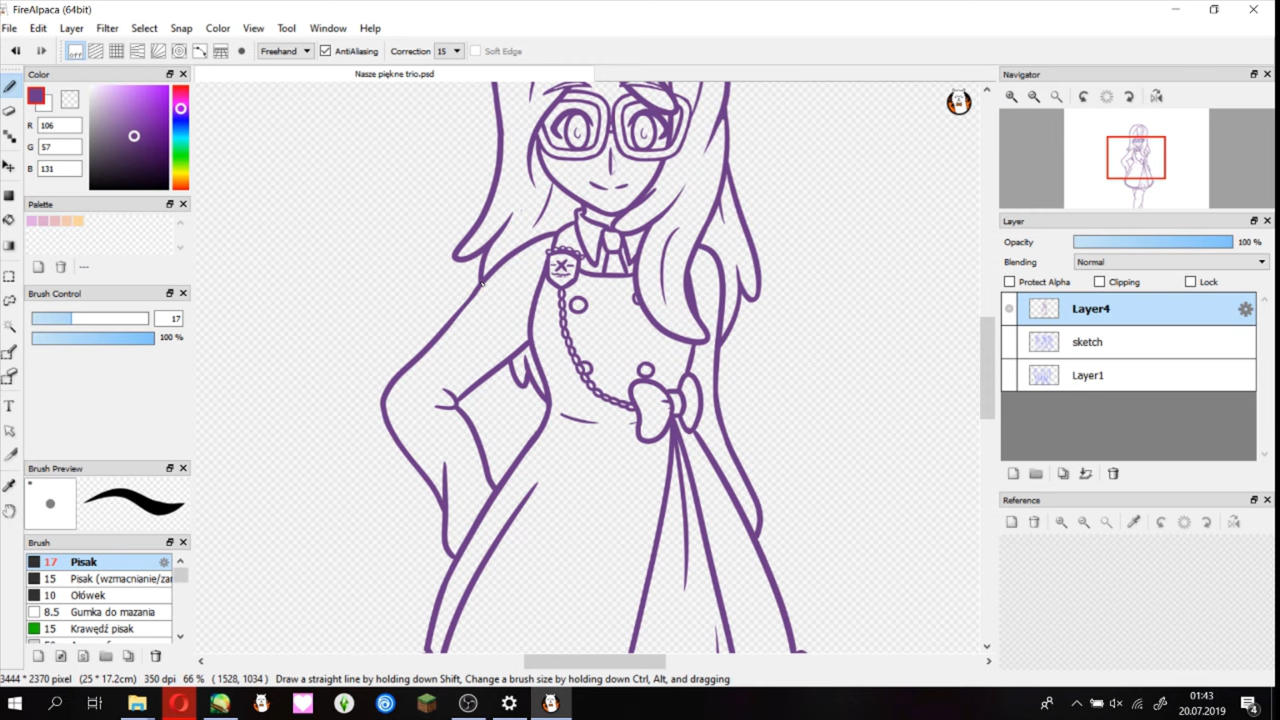 FireAlpaca (64bit)
File Edit Layer Filter Select Snap Color View Tool Window Help
OFF Freehand AntiAliasing Correction 15 Soft Edge
Color
R 106
G 57
B 131
Palette
---
Brush Control
17
100 %
Brush Preview
Brush
17 Pisak
15 Pisak (wzmacnianie/zar
10 Ołówek
8.5 Gumka do mazania
15 Krawędź pisak
Nasze piękne trio.psd
X
Navigator
Layer
Opacity 100 %
Blending Normal
Protect Alpha Clipping Lock
Layer4
sketch
Layer1
Reference
3444 * 2370 pixel (25 * 17.2cm) 350 dpi 66 % ( 1528, 1034 ) Draw a straight line by holding down Shift, Change a brush size by holding down Ctrl, Alt, and dragging
01:43
20.07.2019
4